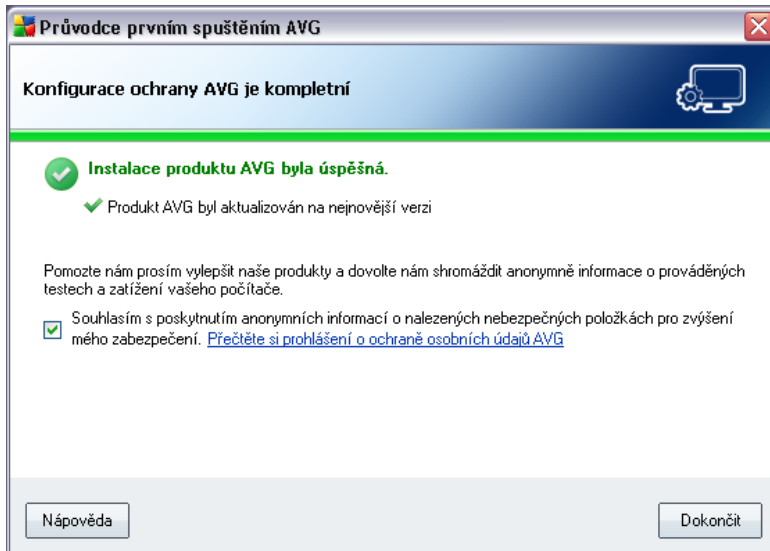 Průvodce prvním spuštěním AVG
Konfigurace ochrany AVG je kompletní
Instalace produktu AVG byla úspěšná.
Produkt AVG byl aktualizován na nejnovější verzi
Pomozte nám prosím vylepšit naše produkty a dovolte nám shromáždit anonymně informace o prováděných
testech a zatížení vašeho počítače.
Souhlasím s poskytnutím anonymních informací o nalezených nebezpečných položkách pro zvýšení
mého zabezpečení. Přečtěte si prohlášení o ochraně osobních údajů AVG
Nápověda
Dokončit